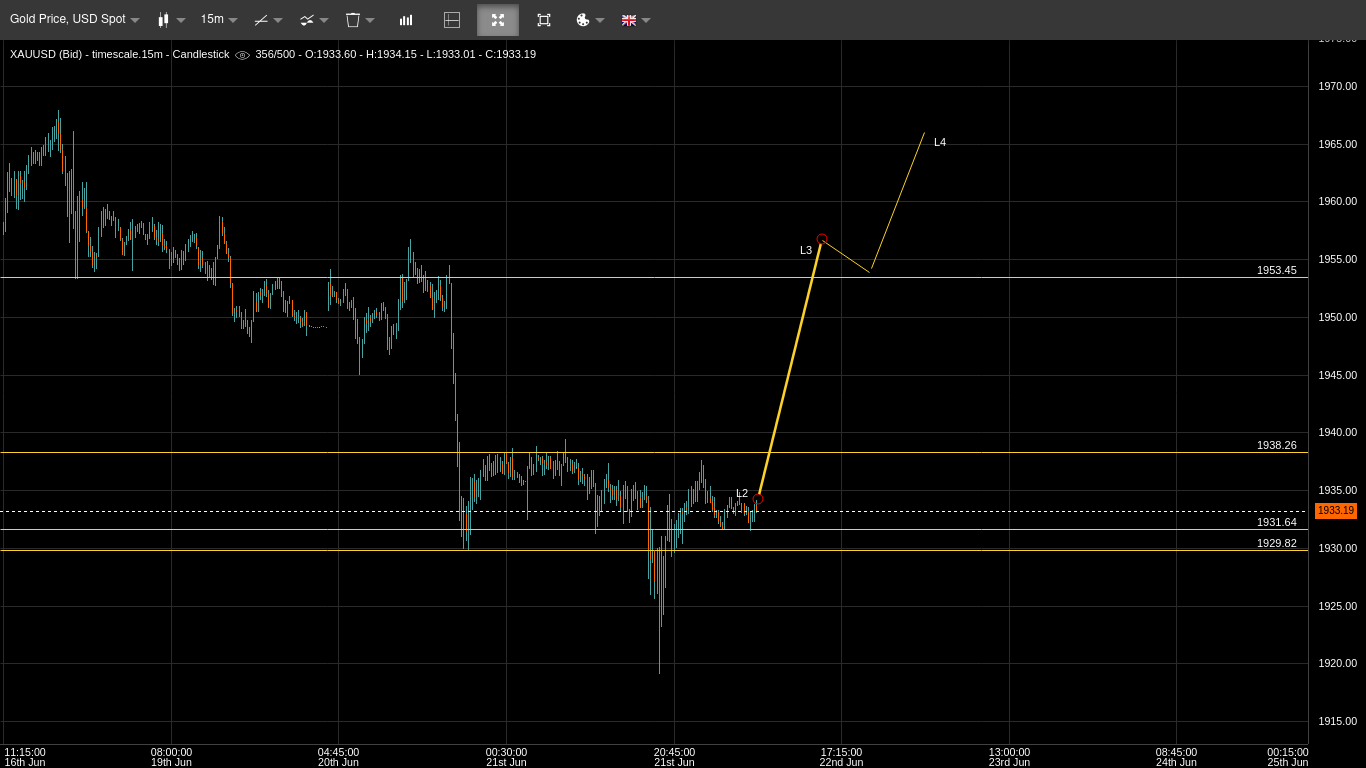 Gold Price, USD Spot 15m
XAUUSD (Bid) - timescale.15m - Candlestick 356/500 - O:1933.60 - H:1934.15 - L:1933.01 - C:1933.19
1970.00
1965.00
L4
1960.00
L3
1955.00
1953.45
1950.00
1945.00
1940.00
1938.26
1935.00
L2
1933.19
1931.64
1930.00
1929.82
1925.00
1920.00
1915.00
11:15:00 08:00:00 04:45:00 00:30:00 20:45:00 17:15:00 13:00:00 08:45:00 00:15:00
16th Jun 19th Jun 20th Jun 21st Jun 21st Jun 22nd Jun 23rd Jun 24th Jun 25th Jun